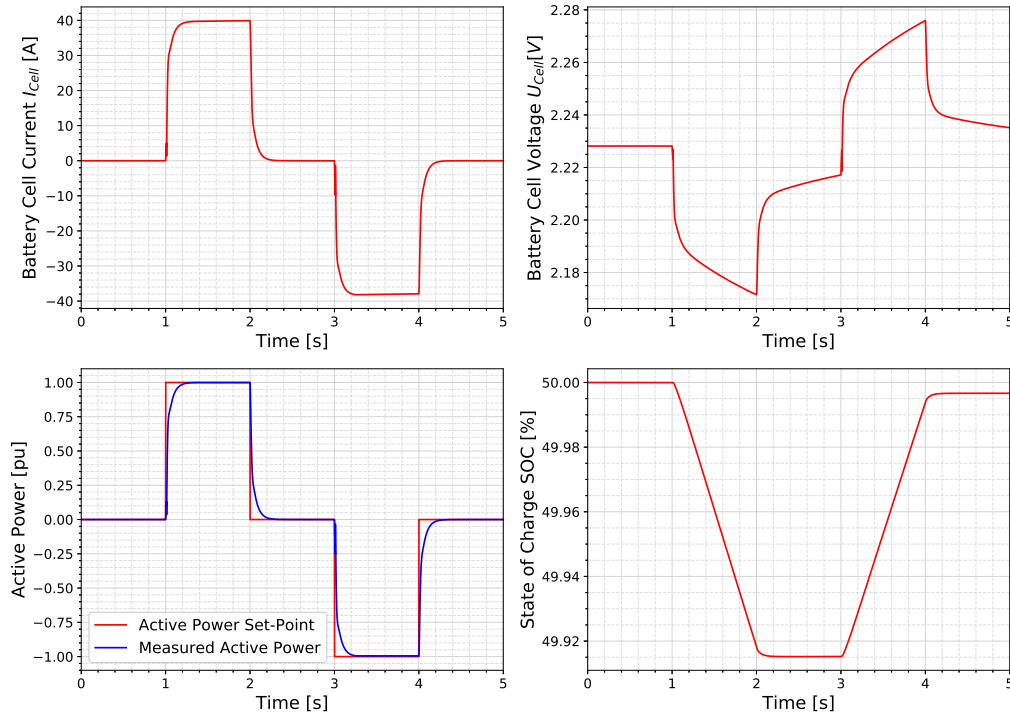 Battery Cell Current I_Cell [A]
40
30
20
10
0
−10
−20
−30
−40
0 1 2 3 4 5
Time [s]
Battery Cell Voltage U_Cell[V]
2.28
2.26
2.24
2.22
2.20
2.18
0 1 2 3 4 5
Time [s]
Active Power [pu]
1.00
0.75
0.50
0.25
0.00
−0.25
−0.50
−0.75
−1.00
Active Power Set-Point
Measured Active Power
0 1 2 3 4 5
Time [s]
State of Charge SOC [%]
50.00
49.98
49.96
49.94
49.92
0 1 2 3 4 5
Time [s]